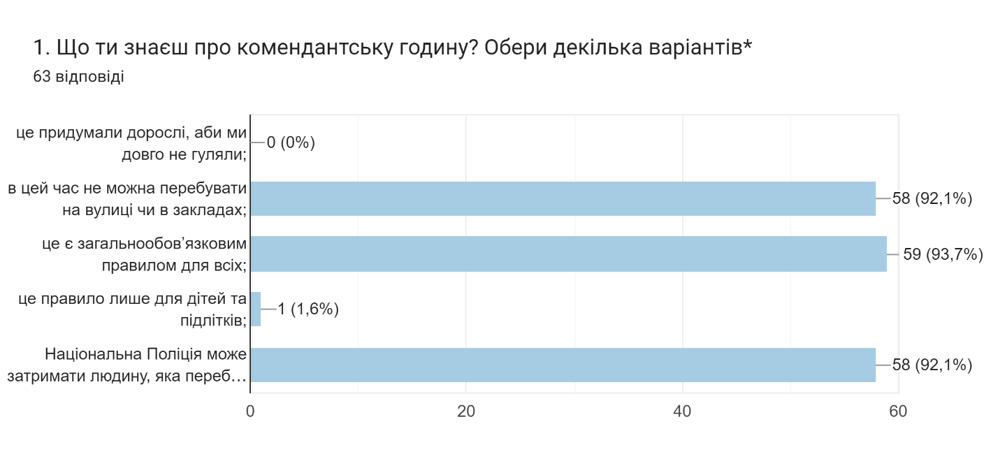 1. Що ти знаєш про комендантську годину? Обери декілька варіантів*
63 відповіді
це придумали дорослі, аби ми
довго не гуляли;
0 (0%)
в цей час не можна перебувати
на вулиці чи в закладах;
58 (92,1%)
це є загальнообов’язковим
правилом для всіх;
59 (93,7%)
це правило лише для дітей та
підлітків;
1 (1,6%)
Національна Поліція може
затримати людину, яка переб…
58 (92,1%)
0 20 40 60